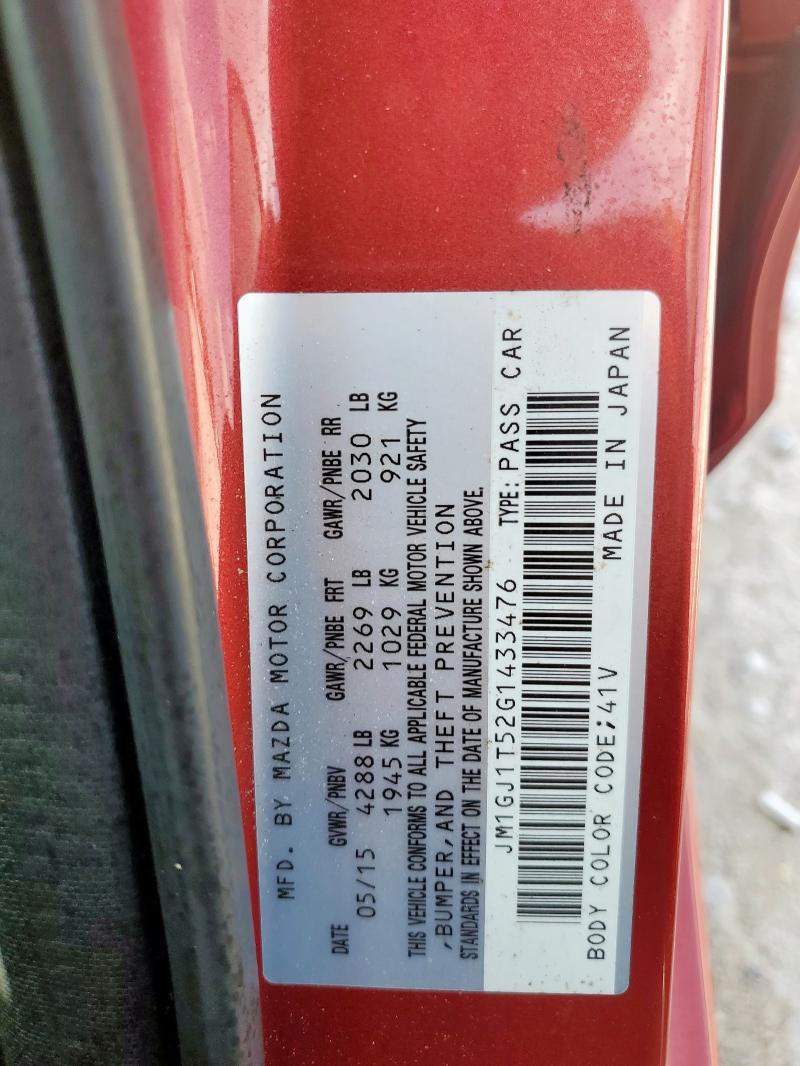 MFD. BY MAZDA MOTOR CORPORATION
DATE GVWR/PNBV GAWR/PNBE FRT GAWR/PNBE RR
05/15 4288 LB 2269 LB 2030 LB
1945 KG 1029 KG 921 KG
THIS VEHICLE CONFORMS TO ALL APPLICABLE FEDERAL MOTOR VEHICLE SAFETY
,BUMPER,AND THEFT PREVENTION
STANDARDS IN EFFECT ON THE DATE OF MANUFACTURE SHOWN ABOVE.
JM1GJ1T52G1433476 TYPE: PASS CAR
BODY COLOR CODE;41V MADE IN JAPAN